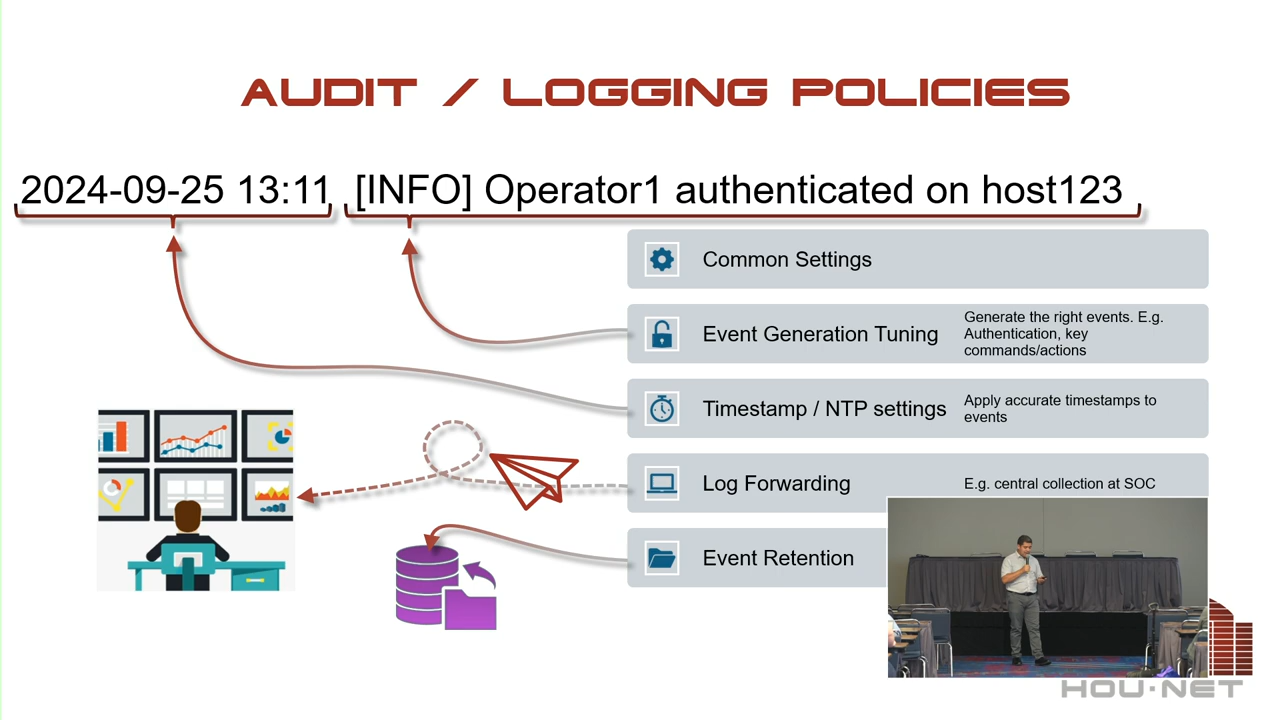 AUDIT / LOGGING POLICIES
2024-09-25 13:11 [INFO] Operator1 authenticated on host123
Common Settings
Event Generation Tuning
Generate the right events. E.g.
Authentication, key
commands/actions
Timestamp / NTP settings
Apply accurate timestamps to
events
Log Forwarding
E.g. central collection at SOC
Event Retention
HOU·NET